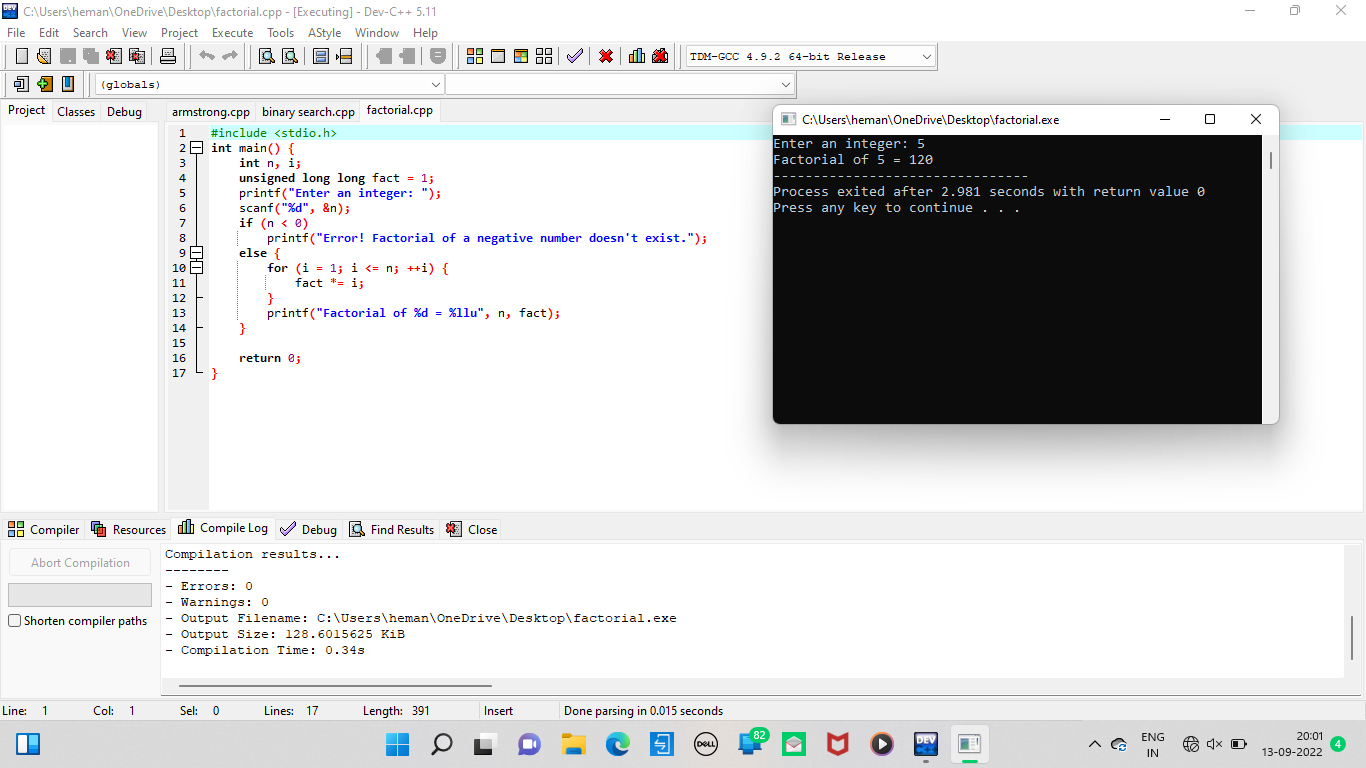 C:\Users\heman\OneDrive\Desktop\factorial.cpp - [Executing] - Dev-C++ 5.11
File Edit Search View Project Execute Tools AStyle Window Help
TDM-GCC 4.9.2 64-bit Release
(globals)
Project Classes Debug
armstrong.cpp binary search.cpp factorial.cpp
1 #include <stdio.h>
2 int main() {
3 int n, i;
4 unsigned long long fact = 1;
5 printf("Enter an integer: ");
6 scanf("%d", &n);
7 if (n < 0)
8 printf("Error! Factorial of a negative number doesn't exist.");
9 else {
10 for (i = 1; i <= n; ++i) {
11 fact *= i;
12 }
13 printf("Factorial of %d = %llu", n, fact);
14 }
15
16 return 0;
17 }
C:\Users\heman\OneDrive\Desktop\factorial.exe
Enter an integer: 5
Factorial of 5 = 120
--------------------------------
Process exited after 2.981 seconds with return value 0
Press any key to continue . . .
Compiler Resources Compile Log Debug Find Results Close
Abort Compilation
Shorten compiler paths
Compilation results...
--------
- Errors: 0
- Warnings: 0
- Output Filename: C:\Users\heman\OneDrive\Desktop\factorial.exe
- Output Size: 128.6015625 KiB
- Compilation Time: 0.34s
Line: 1 Col: 1 Sel: 0 Lines: 17 Length: 391 Insert Done parsing in 0.015 seconds
DELL
82
DEV
ENG
IN
20:01
13-09-2022
4